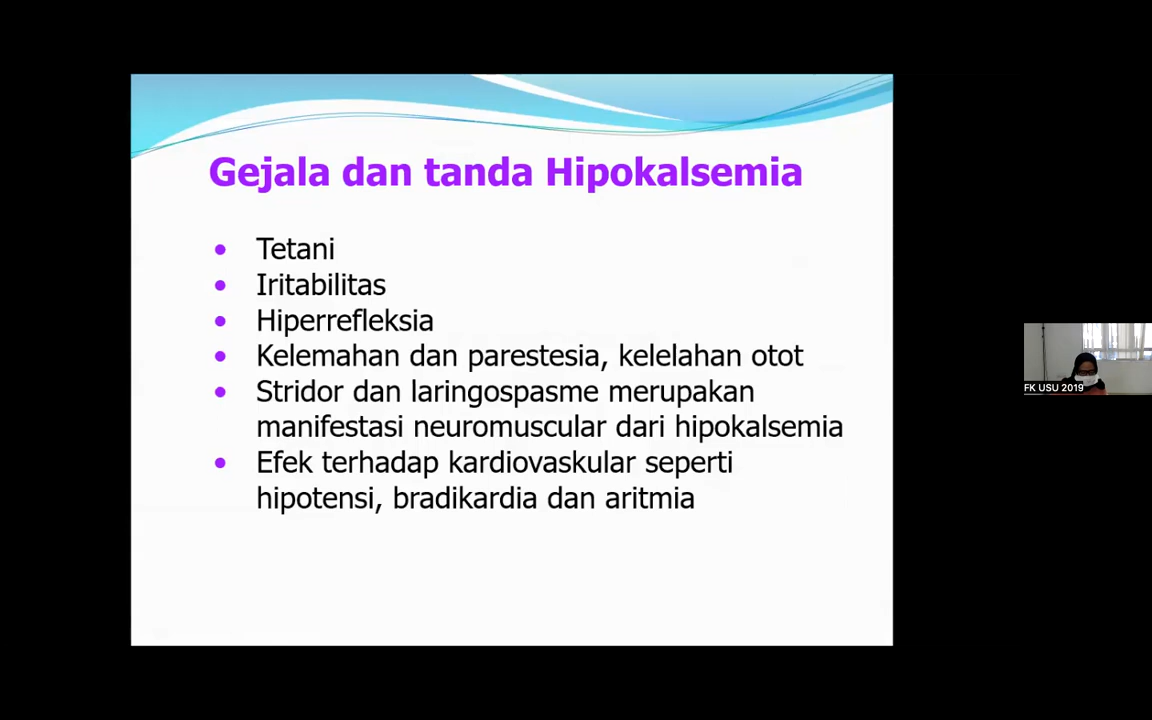 Gejala dan tanda Hipokalsemia
• Tetani
• Iritabilitas
• Hiperrefleksia
• Kelemahan dan parestesia, kelelahan otot
• Stridor dan laringospasme merupakan
manifestasi neuromuscular dari hipokalsemia
• Efek terhadap kardiovaskular seperti
hipotensi, bradikardia dan aritmia
FK USU 2019